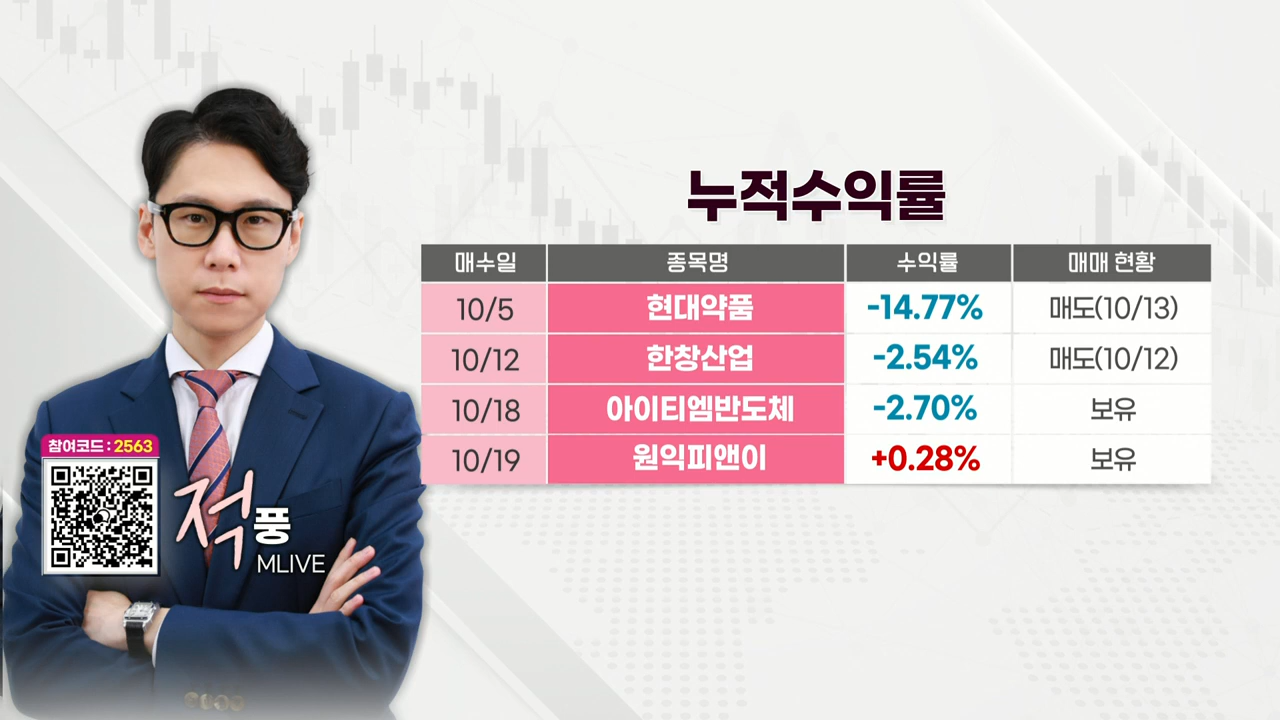 누적수익률
매수일 종목명 수익률 매매 현황
10/5 현대약품 -14.77% 매도(10/13)
10/12 한창산업 -2.54% 매도(10/12)
10/18 아이티엠반도체 -2.70% 보유
10/19 원익피앤이 +0.28% 보유
참여코드 : 2563
적풍
MLIVE